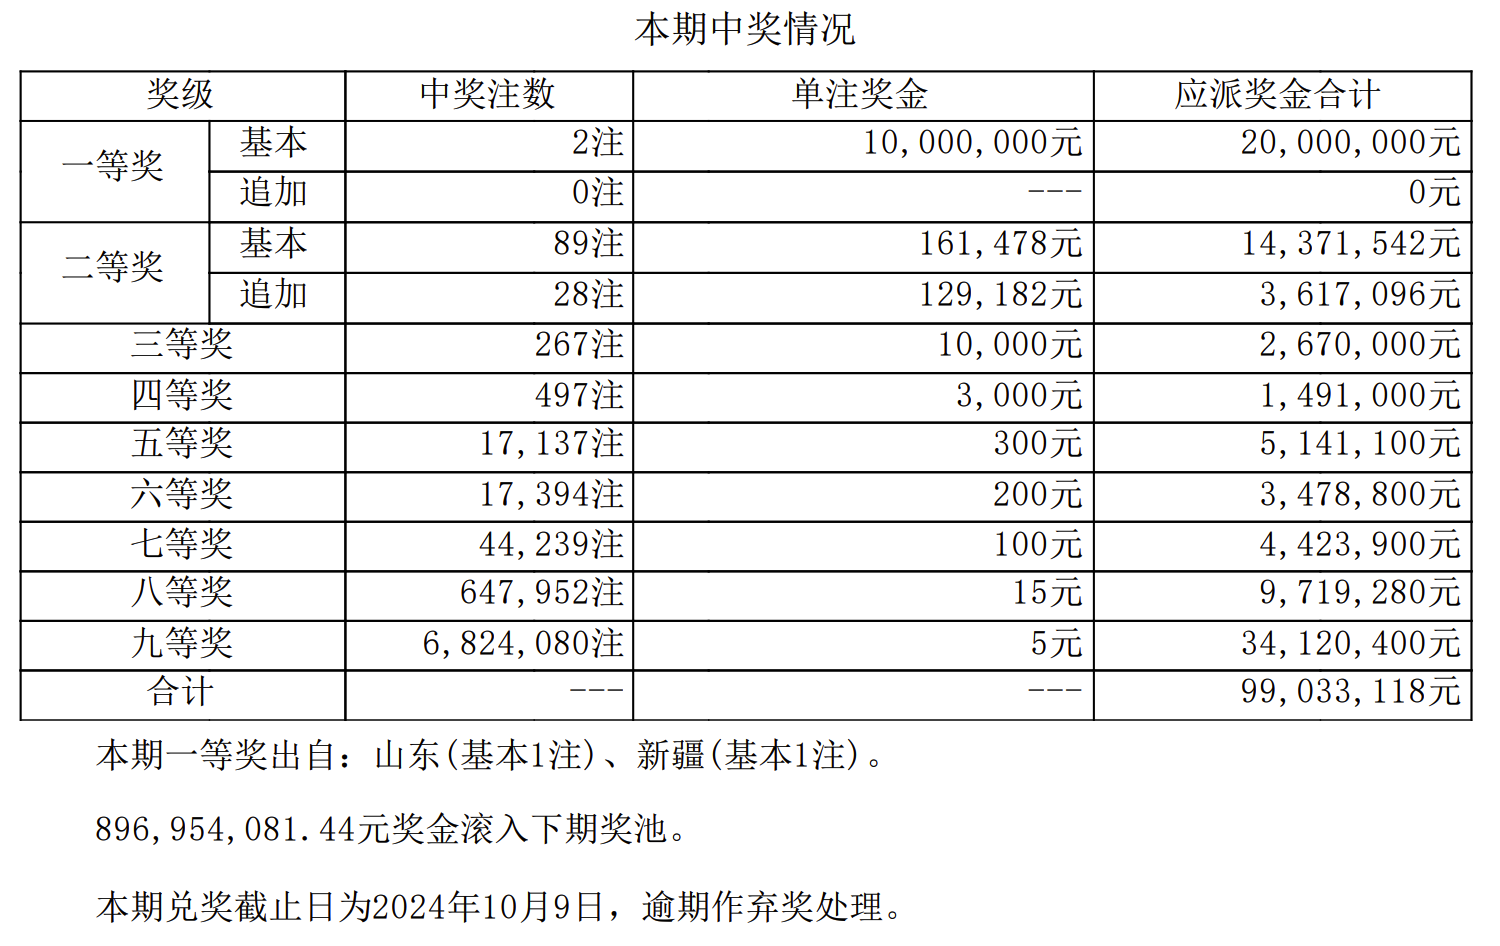 本期中奖情况
奖级 中奖注数 单注奖金 应派奖金合计
一等奖 基本 2注 10,000,000元 20,000,000元
追加 0注 --- 0元
二等奖 基本 89注 161,478元 14,371,542元
追加 28注 129,182元 3,617,096元
三等奖 267注 10,000元 2,670,000元
四等奖 497注 3,000元 1,491,000元
五等奖 17,137注 300元 5,141,100元
六等奖 17,394注 200元 3,478,800元
七等奖 44,239注 100元 4,423,900元
八等奖 647,952注 15元 9,719,280元
九等奖 6,824,080注 5元 34,120,400元
合计 --- --- 99,033,118元
本期一等奖出自：山东(基本1注)、新疆(基本1注)。
896,954,081.44元奖金滚入下期奖池。
本期兑奖截止日为2024年10月9日，逾期作弃奖处理。